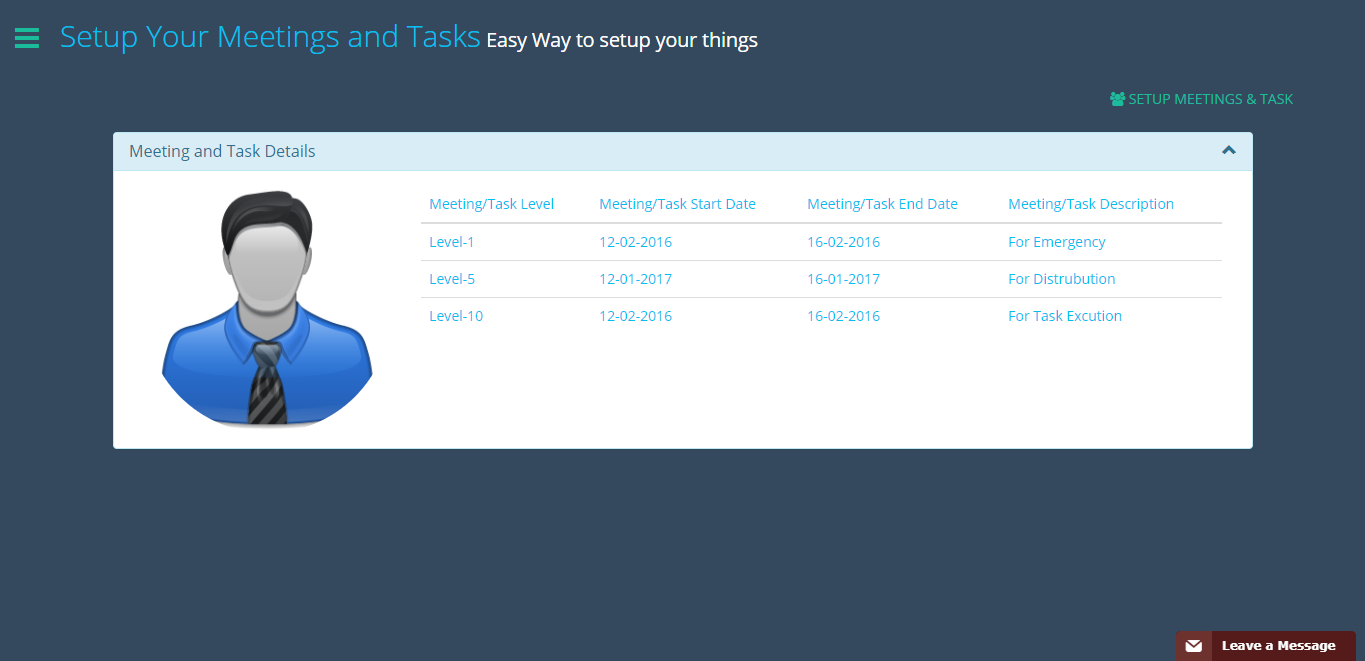 Setup Your Meetings and Tasks Easy Way to setup your things
SETUP MEETINGS & TASK
Meeting and Task Details
Meeting/Task Level Meeting/Task Start Date Meeting/Task End Date Meeting/Task Description
Level-1 12-02-2016 16-02-2016 For Emergency
Level-5 12-01-2017 16-01-2017 For Distrubution
Level-10 12-02-2016 16-02-2016 For Task Excution
Leave a Message